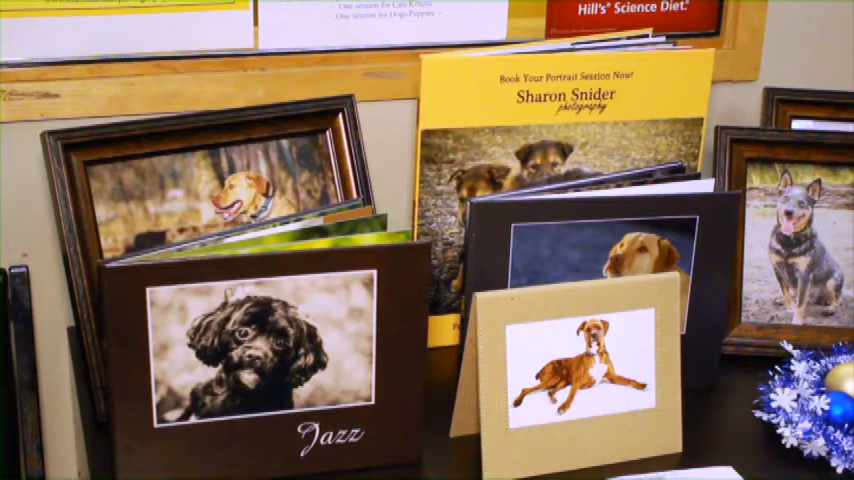 - One session for Cats/Kittens
- One session for Dogs/Puppies -
Hill's® Science Diet®
Book Your Portrait Session Now!
Sharon Snider
photography
Jazz